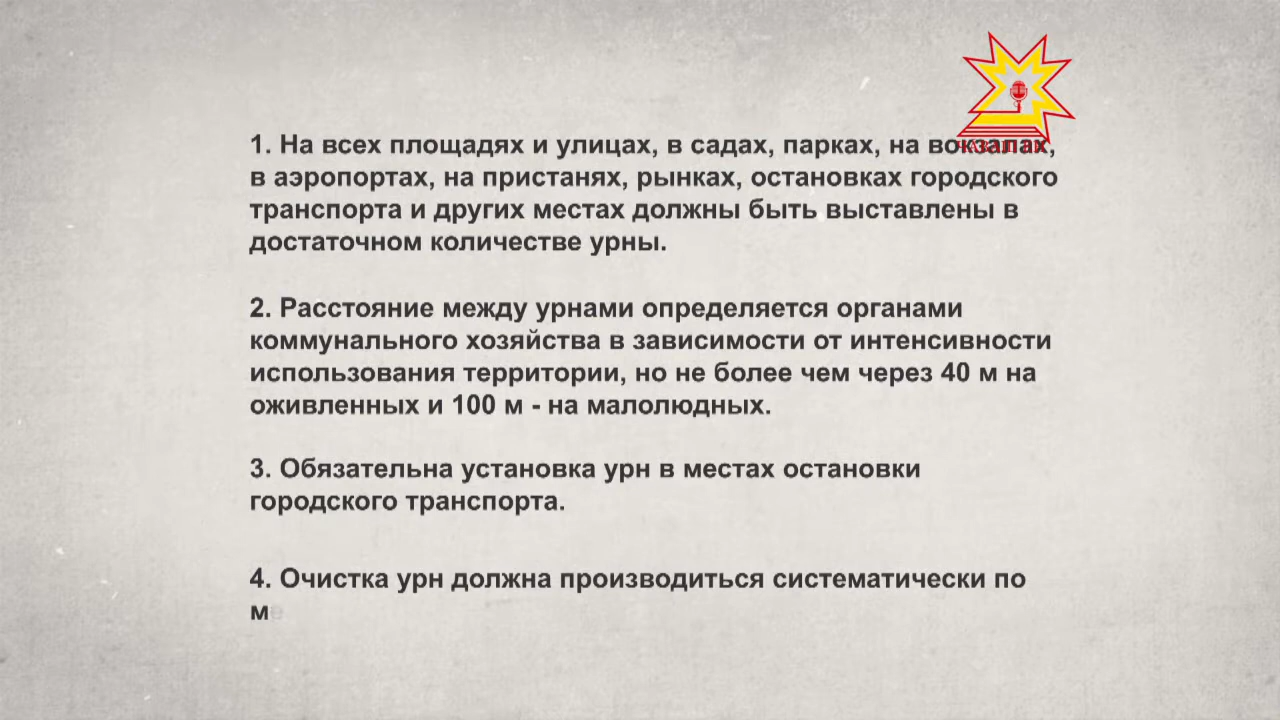 1. На всех площадях и улицах, в садах, парках, на вокзалах,
в аэропортах, на пристанях, рынках, остановках городского
транспорта и других местах должны быть выставлены в
достаточном количестве урны.
2. Расстояние между урнами определяется органами
коммунального хозяйства в зависимости от интенсивности
использования территории, но не более чем через 40 м на
оживленных и 100 м - на малолюдных.
3. Обязательна установка урн в местах остановки
городского транспорта.
4. Очистка урн должна производиться систематически по
ме